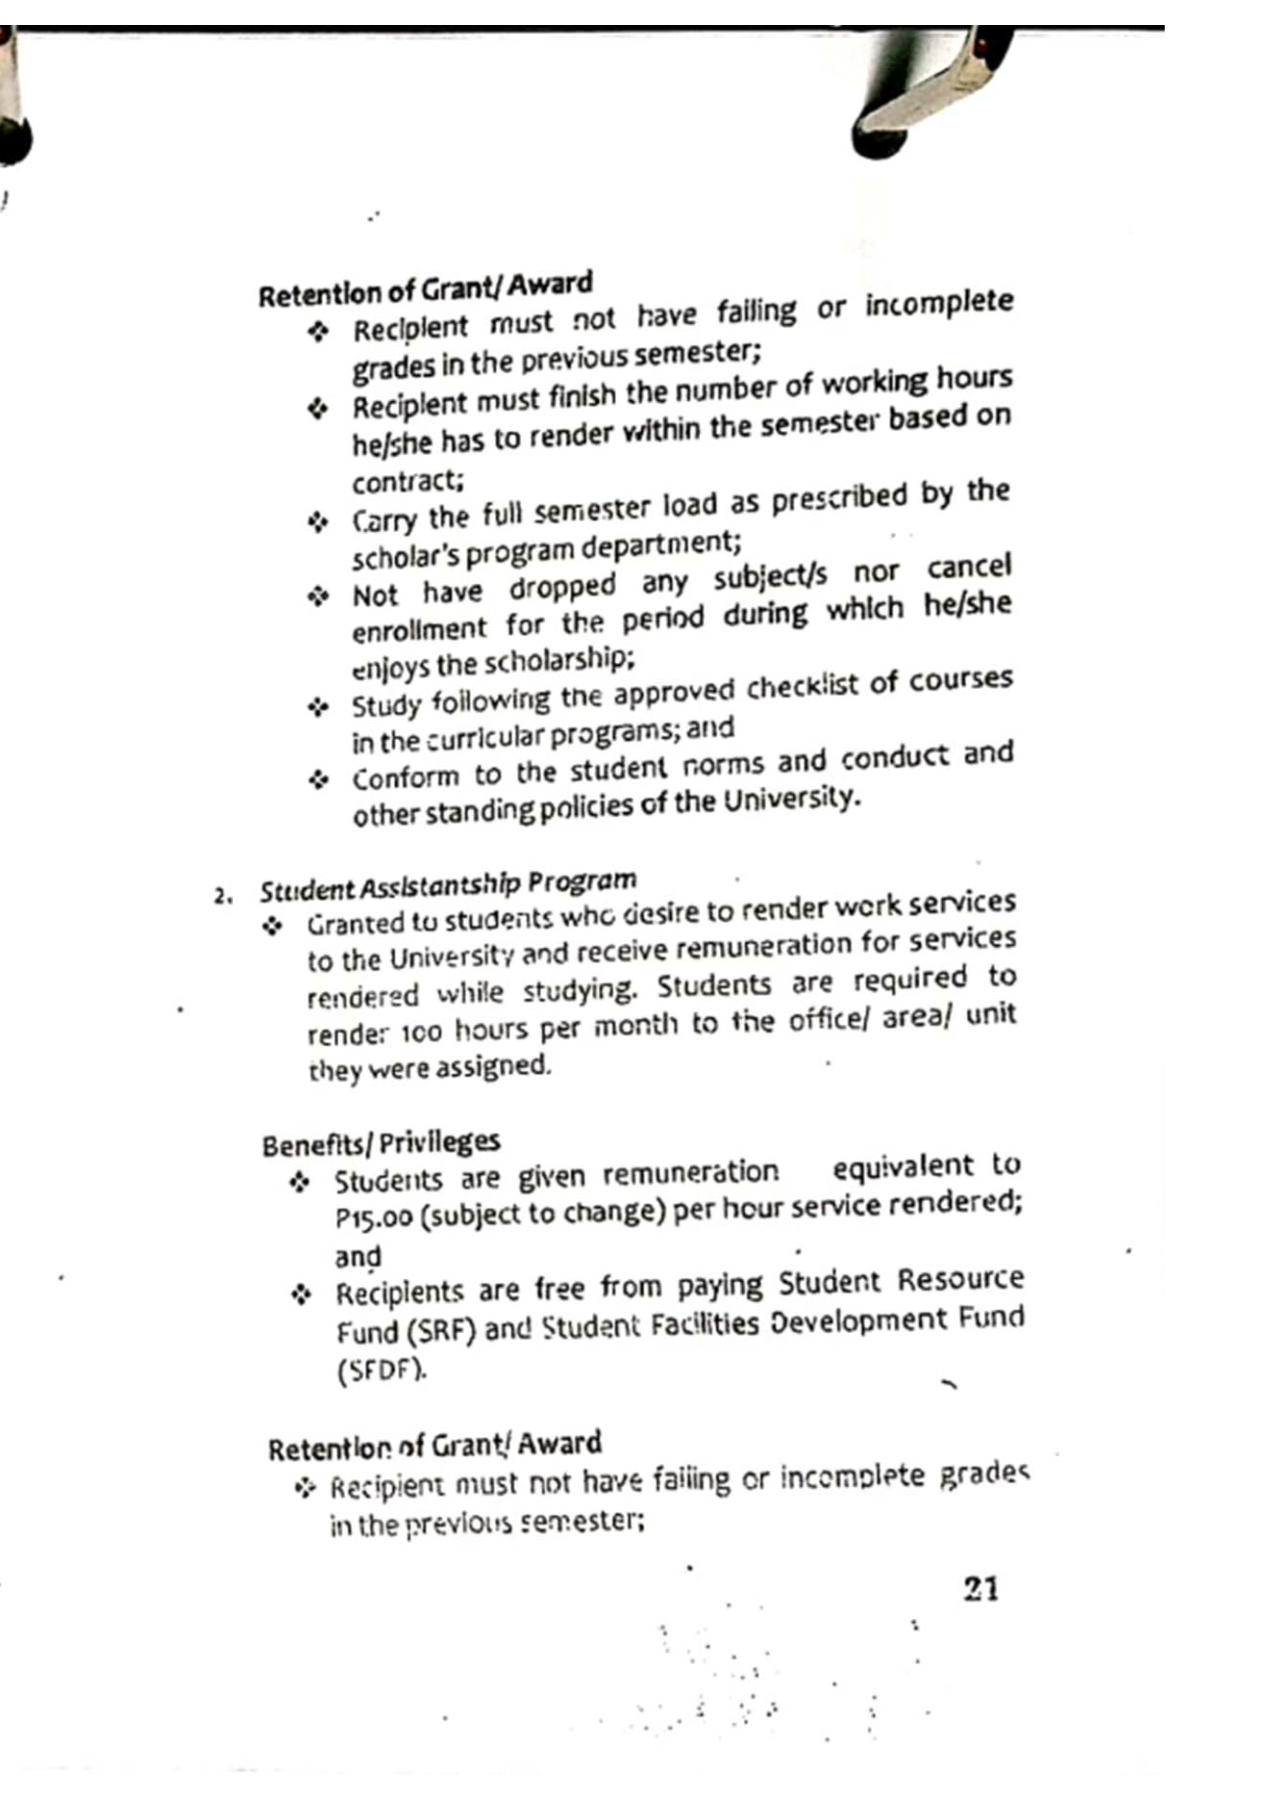 Retention of Grant/ Award
❖ Recipient must not have failing or incomplete
grades in the previous semester;
❖ Recipient must finish the number of working hours
he/she has to render within the semester based on
contract;
❖ Carry the full semester load as prescribed by the
scholar's program department;
❖ Not have dropped any subject/s nor cancel
enrollment for the period during which he/she
enjoys the scholarship;
❖ Study following the approved checklist of courses
in the curricular programs; and
❖ Conform to the student norms and conduct and
other standing policies of the University.
2. Student Assistantship Program
❖ Granted to students who desire to render work services
to the University and receive remuneration for services
rendered while studying. Students are required to
render 100 hours per month to the office/ area/ unit
they were assigned.
Benefits/ Privileges
❖ Students are given remuneration equivalent to
P15.00 (subject to change) per hour service rendered;
and
❖ Recipients are free from paying Student Resource
Fund (SRF) and Student Facilities Development Fund
(SFDF).
Retention of Grant/ Award
❖ Recipient must not have failing or incomplete grades
in the previous semester;
21